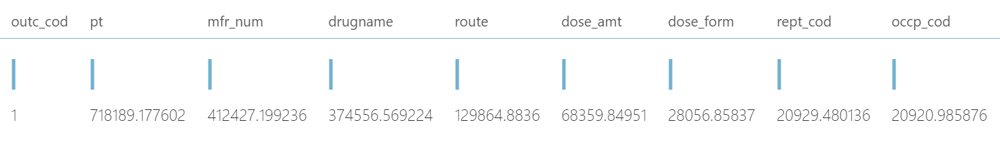 outc_cod pt mfr_num drugname route dose_amt dose_form rept_cod occp_cod
1 718189.177602 412427.199236 374556.569224 129864.8836 68359.84951 28056.85837 20929.480136 20920.985876